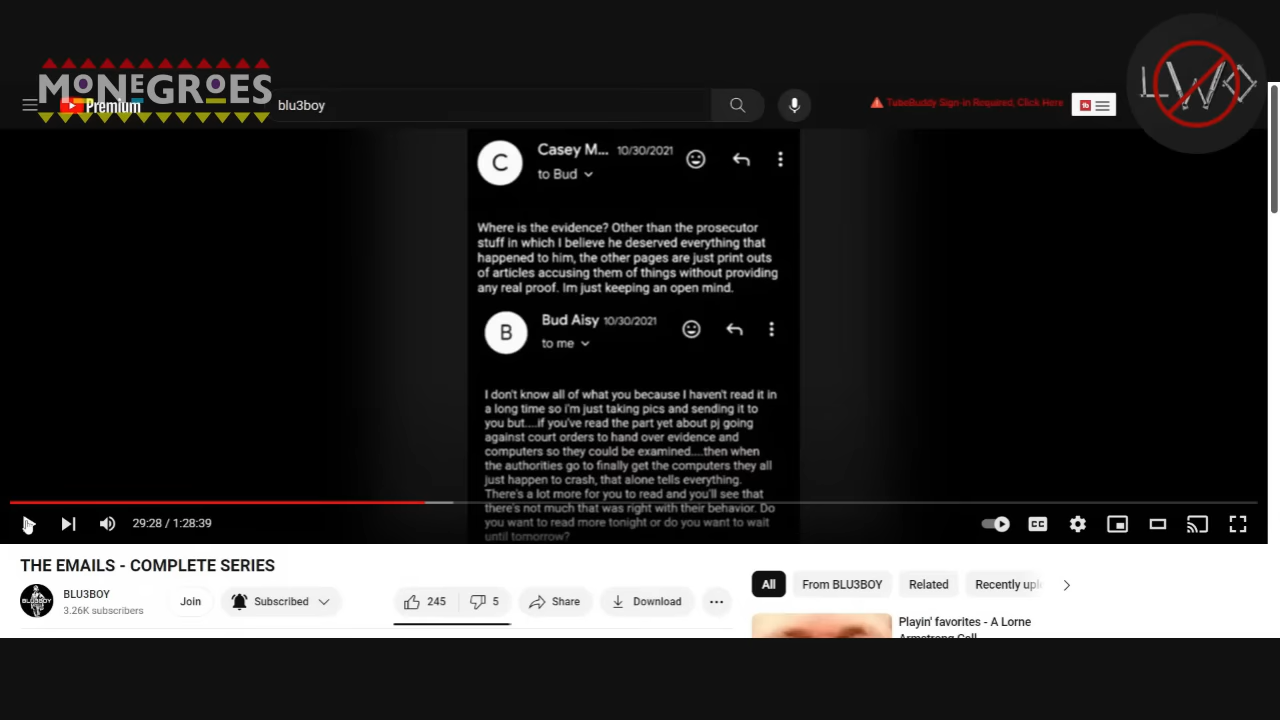 MONEGROES
Premium
blu3boy
TubeBuddy Sign-in Required, Click Here
tb
LWO
C
Casey M... 10/30/2021
to Bud
Where is the evidence? Other than the prosecutor
stuff in which I believe he deserved everything that
happened to him, the other pages are just print outs
of articles accusing them of things without providing
any real proof. Im just keeping an open mind.
B
Bud Aisy 10/30/2021
to me
I don't know all of what you because I haven't read it in
a long time so i'm just taking pics and sending it to
you but....if you've read the part yet about pj going
against court orders to hand over evidence and
computers so they could be examined....then when
the authorities go to finally get the computers they all
just happen to crash, that alone tells everything.
There's a lot more for you to read and you'll see that
there's not much that was right with their behavior. Do
you want to read more tonight or do you want to wait
until tomorrow?
29:28 / 1:28:39
CC
THE EMAILS - COMPLETE SERIES
BLU3BOY
BLU3BOY
3.26K subscribers
Join
Subscribed
245
5
Share
Download
All
From BLU3BOY
Related
Recently upl
Playin' favorites - A Lorne
Armstrong Call